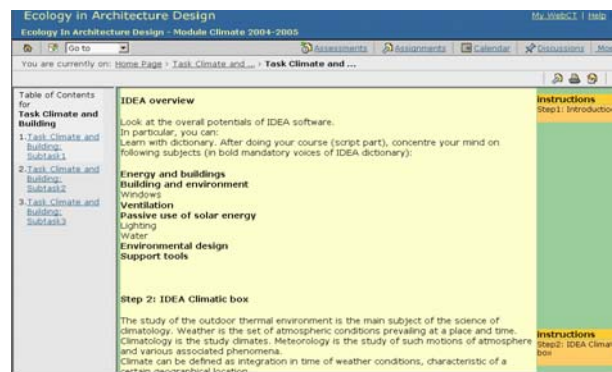 Ecology in Architecture Design
My WebCT | Help
Ecology In Architecture Design - Module Climate 2004-2005
Go to
Assessments Assignments Calendar Discussions
You are currently on: Home Page › Task Climate and ... › Task Climate and ...
Table of Contents
for
Task Climate and
Building
1.Task Climate and
Building:
Subtask1
2.Task Climate and
Building:
Subtask2
3.Task Climate and
Building:
Subtask3
IDEA overview
Look at the overall potentials of IDEA software.
In particular, you can:
Learn with dictionary. After doing your course (script part), concentre your mind on
following subjects (in bold mandatory voices of IDEA dictionary):
Energy and buildings
Building and environment
Windows
Ventilation
Passive use of solar energy
Lighting
Water
Environmental design
Support tools
Step 2: IDEA Climatic box
The study of the outdoor thermal environment is the main subject of the science of
climatology. Weather is the set of atmospheric conditions prevailing at a place and time.
Climatology is the study climates. Meteorology is the study of such motions of atmosphere
and various associated phenomena.
Climate can be defined as integration in time of weather conditions, characteristic of a
certain geographical location.
Instructions
Step1: Introduction
Instructions
Step2: IDEA Climat
box